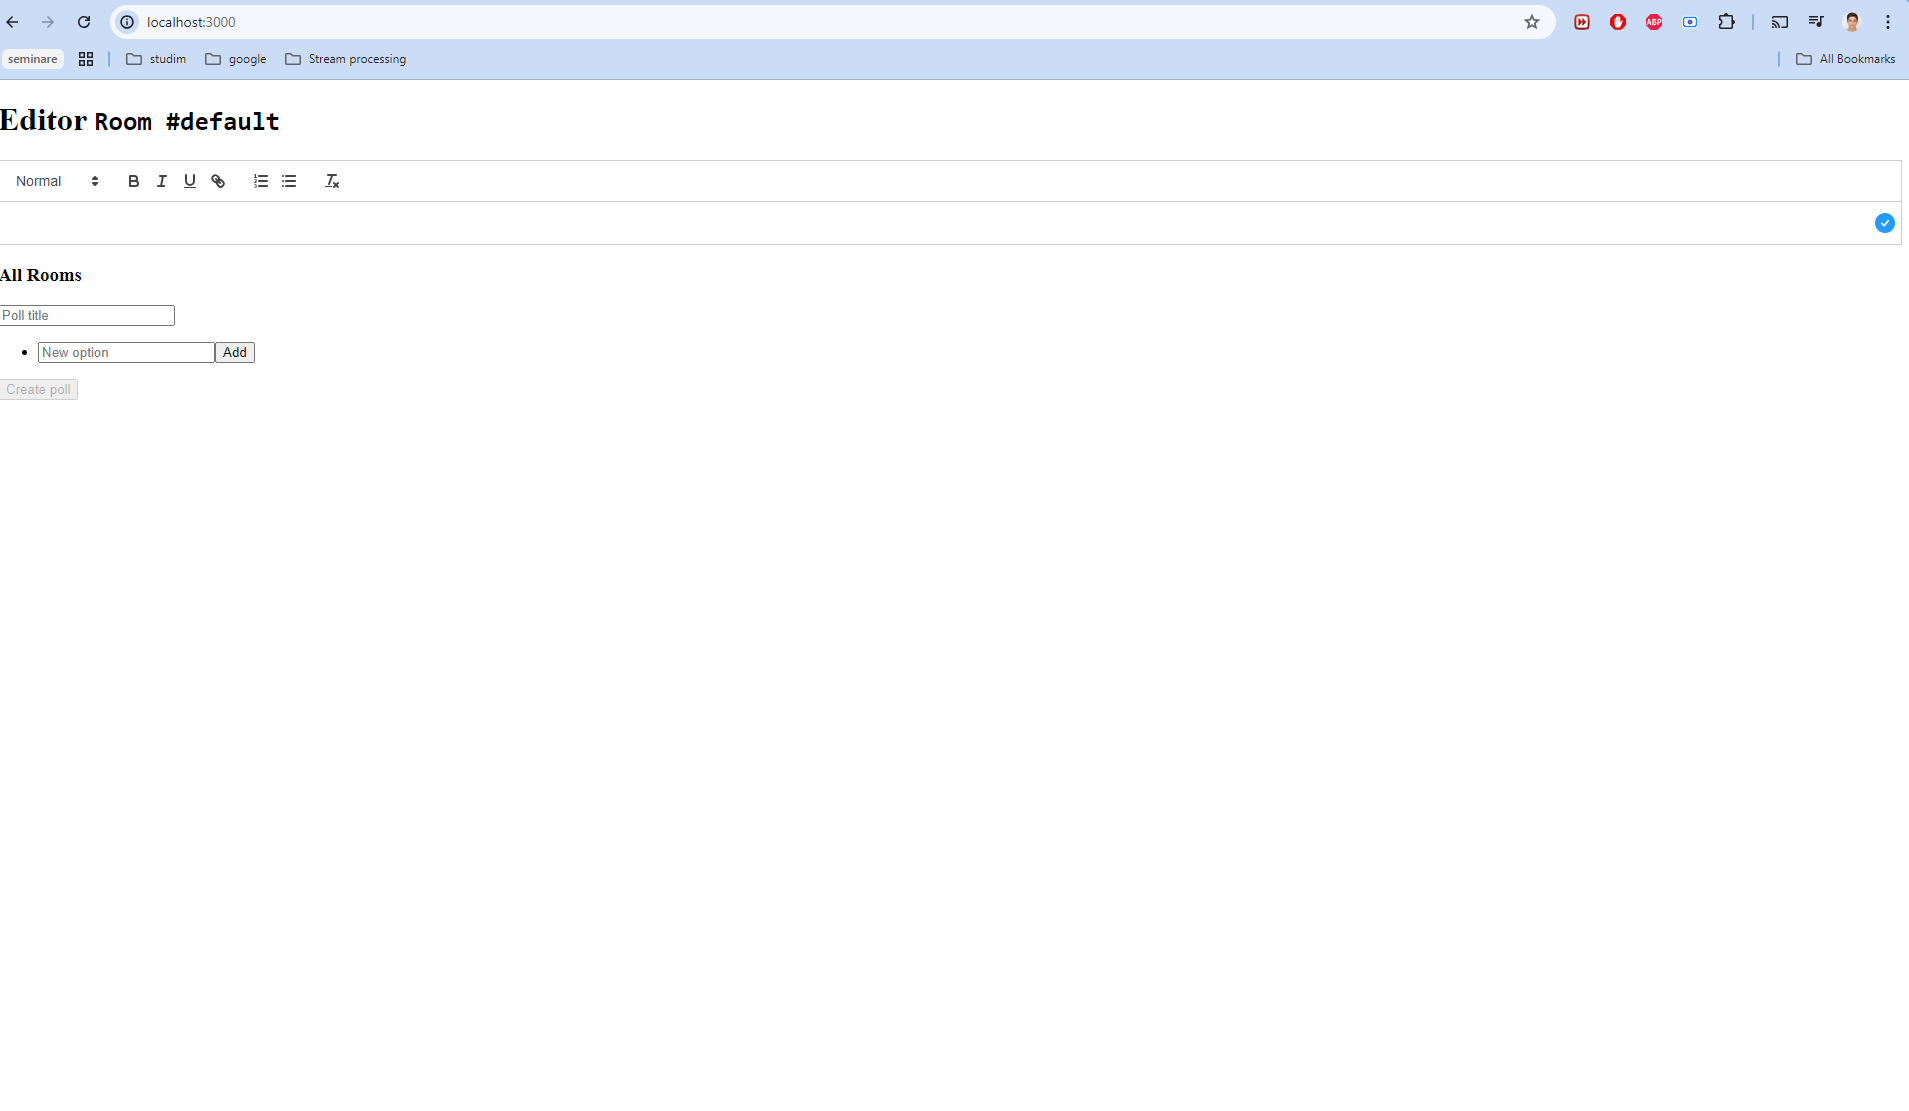 localhost:3000
ABP
seminare studim google Stream processing All Bookmarks
Editor Room #default
Normal B I U
All Rooms
Poll title
New option Add
Create poll